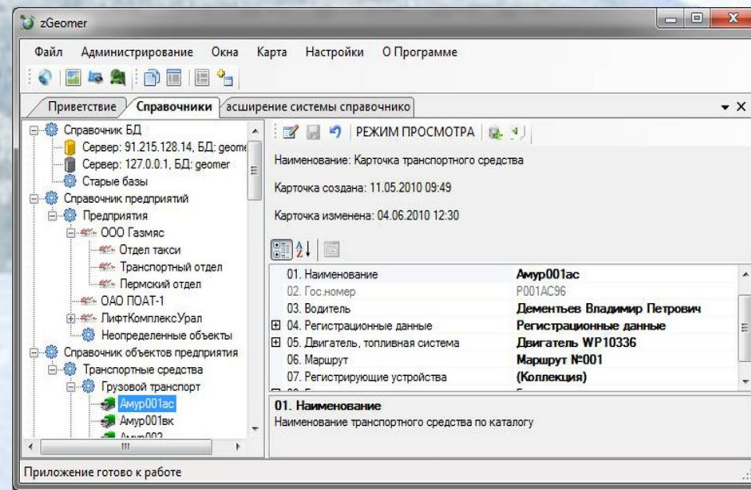 zGeomer
Файл Администрирование Окна Карта Настройки О Программе
Приветствие Справочники асширение системы справочнико
Справочник БД
Сервер: 91.215.128.14, БД: geome
Сервер: 127.0.0.1, БД: geomer
Старые базы
Справочник предприятий
Предприятия
ООО Газмяс
Отдел такси
Транспортный отдел
Пермский отдел
ОАО ПОАТ-1
ЛифтКомплексУрал
Неопределенные объекты
Справочник объектов предприятия
Транспортные средства
Грузовой транспорт
Амур001ас
Амур001вк
Амур002
РЕЖИМ ПРОСМОТРА
Наименование: Карточка транспортного средства
Карточка создана: 11.05.2010 09:49
Карточка изменена: 04.06.2010 12:30
01. Наименование Амур001ас
02. Гос.номер Р001АС96
03. Водитель Дементьев Владимир Петрович
04. Регистрационные данные Регистрационные данные
05. Двигатель, топливная система Двигатель WP10336
06. Маршрут Маршрут №001
07. Регистрирующие устройства (Коллекция)
01. Наименование
Наименование транспортного средства по каталогу
Приложение готово к работе